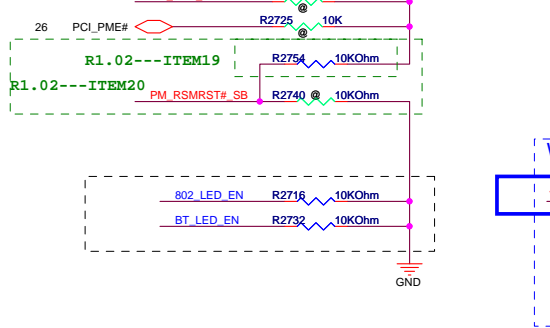 @
26 PCI_PME# R2725 10K
@
R1.02---ITEM19 R2754 10KOhm
R1.02---ITEM20
PM_RSMRST#_SB R2740 @ 10KOhm
802_LED_EN R2716 10KOhm
BT_LED_EN R2732 10KOhm
GND